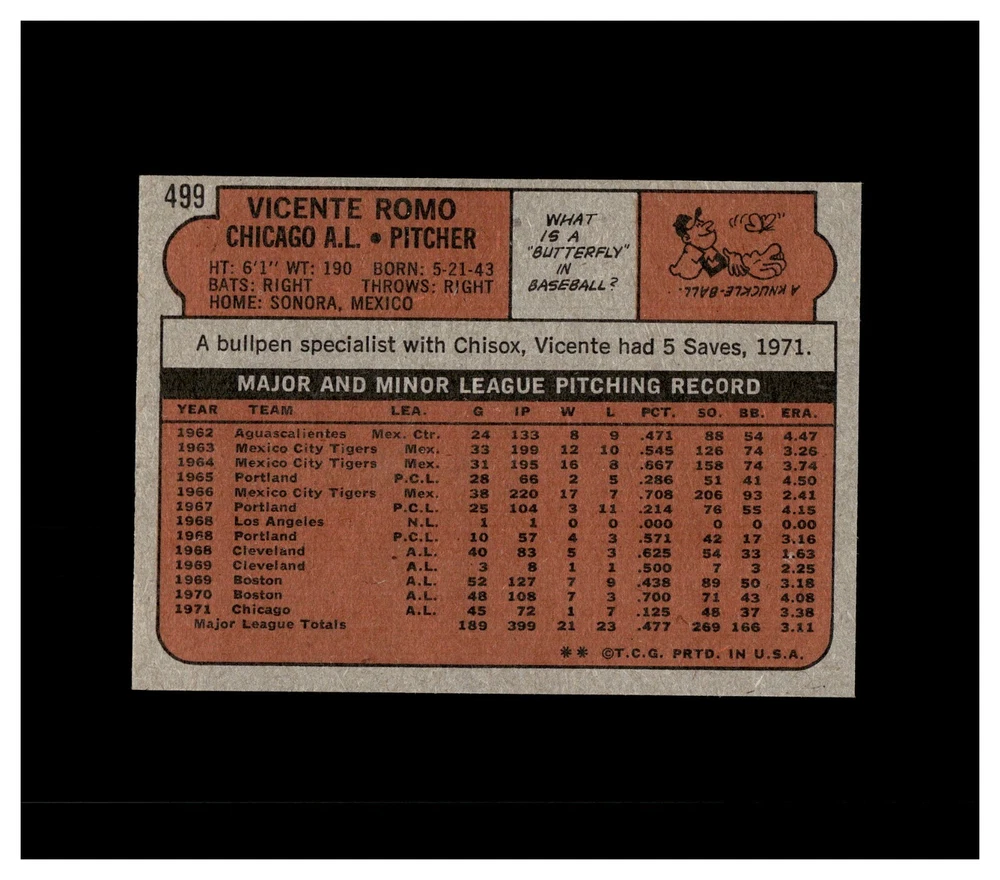 499
VICENTE ROMO
CHICAGO A.L. • PITCHER
HT: 6'1" WT: 190 BORN: 5-21-43
BATS: RIGHT THROWS: RIGHT
HOME: SONORA, MEXICO
WHAT
IS A
"BUTTERFLY"
IN
BASEBALL?
A KNUCKLE-BALL.
A bullpen specialist with Chisox, Vicente had 5 Saves, 1971.
MAJOR AND MINOR LEAGUE PITCHING RECORD
YEAR TEAM LEA. G IP W L PCT. SO. BB. ERA.
1962 Aguascalientes Mex. Ctr. 24 133 8 9 .471 88 54 4.47
1963 Mexico City Tigers Mex. 33 199 12 10 .545 126 74 3.26
1964 Mexico City Tigers Mex. 31 195 16 8 .667 158 74 3.74
1965 Portland P.C.L. 28 66 2 5 .286 51 41 4.50
1966 Mexico City Tigers Mex. 38 220 17 7 .708 206 93 2.41
1967 Portland P.C.L. 25 104 3 11 .214 76 55 4.15
1968 Los Angeles N.L. 1 1 0 0 .000 0 0 0.00
1968 Portland P.C.L. 10 57 4 3 .571 42 17 3.16
1968 Cleveland A.L. 40 83 5 3 .625 54 33 1.63
1969 Cleveland A.L. 3 8 1 1 .500 7 3 2.25
1969 Boston A.L. 52 127 7 9 .438 89 50 3.18
1970 Boston A.L. 48 108 7 3 .700 71 43 4.08
1971 Chicago A.L. 45 72 1 7 .125 48 37 3.38
Major League Totals 189 399 21 23 .477 269 166 3.11
** ©T.C.G. PRTD. IN U.S.A.